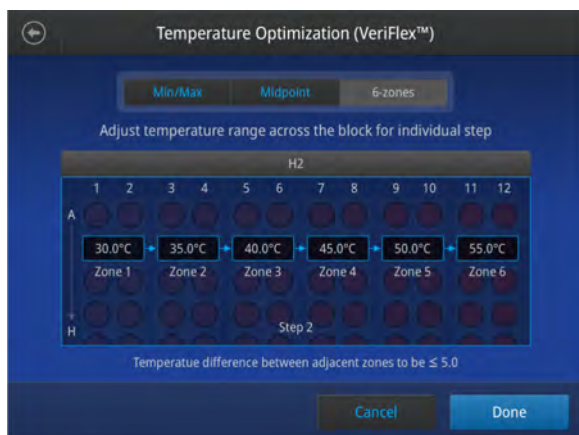 Temperature Optimization (VeriFlex™)
Min/Max Midpoint 6-zones
Adjust temperature range across the block for individual step
H2
1 2 3 4 5 6 7 8 9 10 11 12
A
30.0°C 35.0°C 40.0°C 45.0°C 50.0°C 55.0°C
Zone 1 Zone 2 Zone 3 Zone 4 Zone 5 Zone 6
H Step 2
Temperatue difference between adjacent zones to be ≤ 5.0
Cancel Done